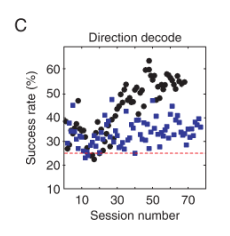 C
Direction decode
Success rate (%)
60
50
40
30
20
10
10 30 50 70
Session number